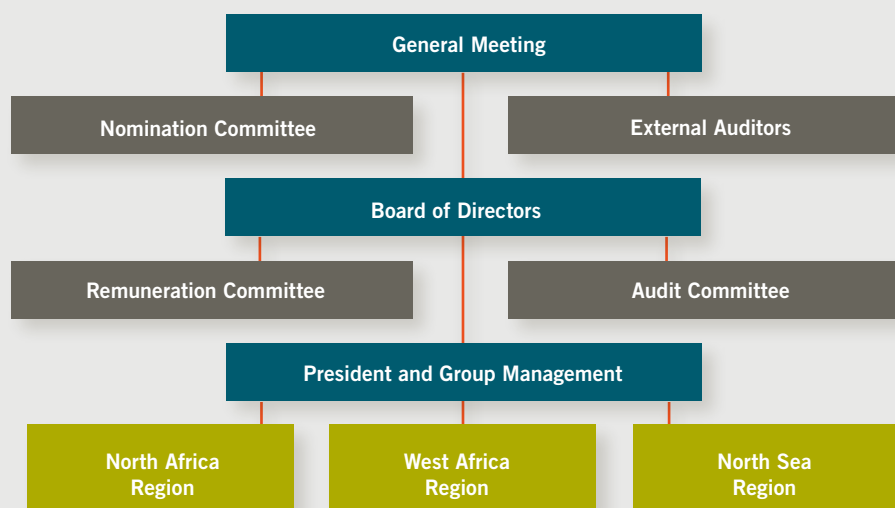 General Meeting
Nomination Committee
External Auditors
Board of Directors
Remuneration Committee
Audit Committee
President and Group Management
North Africa
Region
West Africa
Region
North Sea
Region